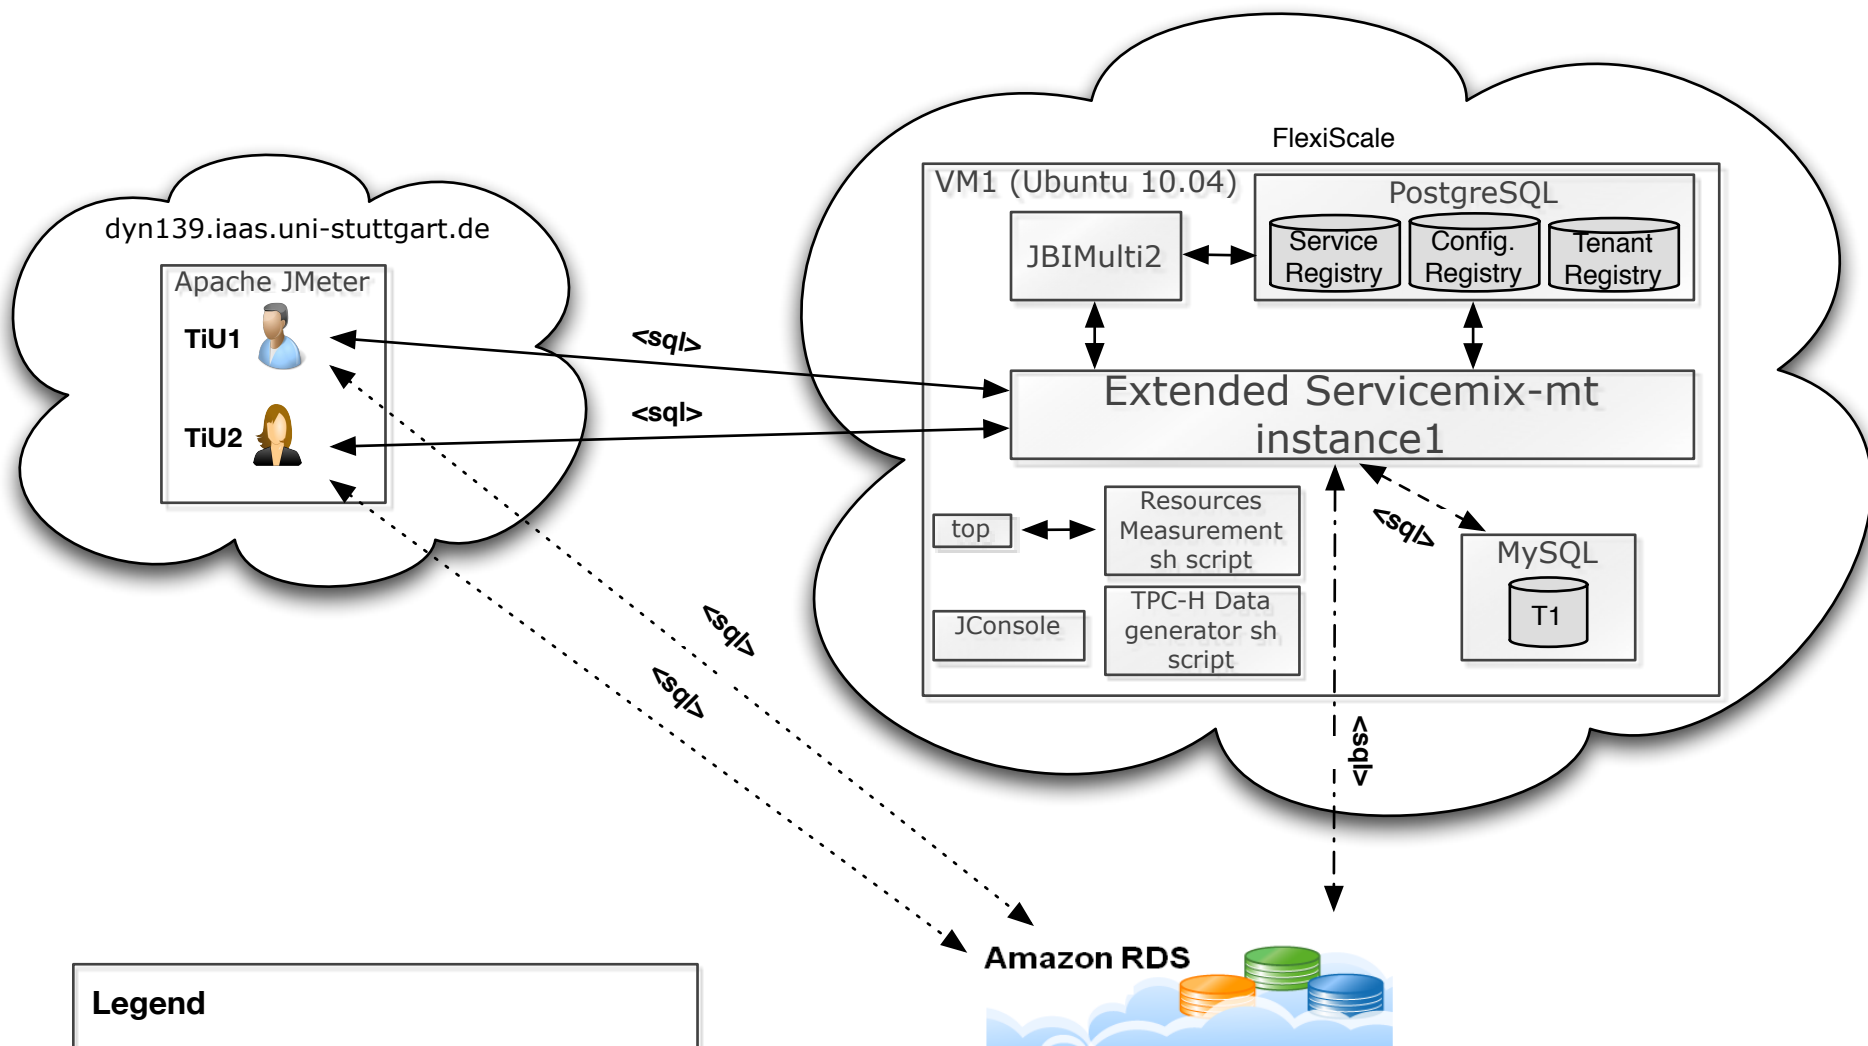 FlexiScale
VM1 (Ubuntu 10.04)
PostgreSQL
Service
Registry
Config.
Registry
Tenant
Registry
JBIMulti2
dyn139.iaas.uni-stuttgart.de
Apache JMeter
TiU1
TiU2
<sql>
<sql>
Extended Servicemix-mt
instance1
top
Resources
Measurement
sh script
<sql>
MySQL
T1
JConsole
TPC-H Data
generator sh
script
<sql>
<sql>
<sql>
Amazon RDS
Legend